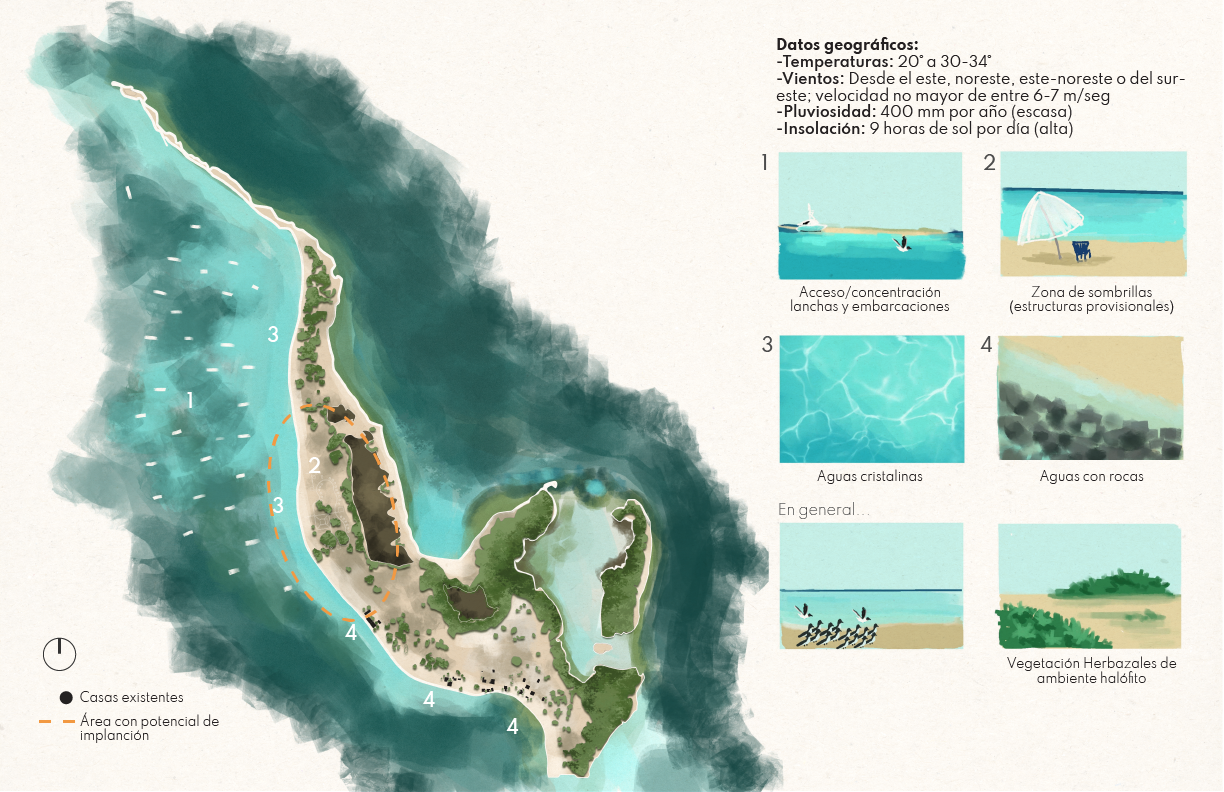 Datos geográficos:
-Temperaturas: 20° a 30-34°
-Vientos: Desde el este, noreste, este-noreste o del sur-
este; velocidad no mayor de entre 6-7 m/seg
-Pluviosidad: 400 mm por año (escasa)
-Insolación: 9 horas de sol por día (alta)
1
2
Acceso/concentración
lanchas y embarcaciones
Zona de sombrillas
(estructuras provisionales)
3
4
Aguas cristalinas
Aguas con rocas
En general...
Vegetación Herbazales de
ambiente halófito
3
1
2
3
4
4
4
Casas existentes
Área con potencial de
implanción